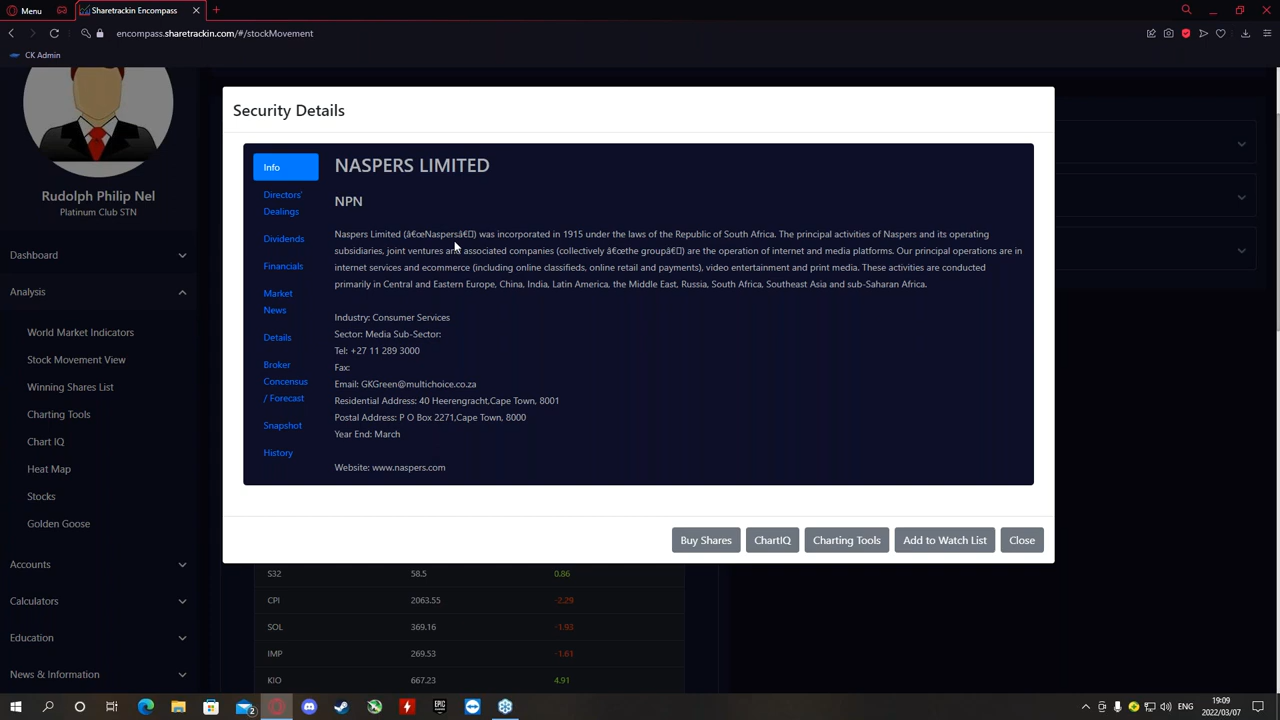 Menu
Sharetrackin Encompass
encompass.sharetrackin.com/#/stockMovement
CK Admin
Rudolph Philip Nel
Platinum Club STN
Dashboard
Analysis
World Market Indicators
Stock Movement View
Winning Shares List
Charting Tools
Chart IQ
Heat Map
Stocks
Golden Goose
Accounts
Calculators
Education
News & Information
Security Details
Info
Directors'
Dealings
Dividends
Financials
Market
News
Details
Broker
Concensus
/ Forecast
Snapshot
History
NASPERS LIMITED
NPN
Naspers Limited (â€œNaspersâ€) was incorporated in 1915 under the laws of the Republic of South Africa. The principal activities of Naspers and its operating
subsidiaries, joint ventures and associated companies (collectively â€œthe groupâ€) are the operation of internet and media platforms. Our principal operations are in
internet services and ecommerce (including online classifieds, online retail and payments), video entertainment and print media. These activities are conducted
primarily in Central and Eastern Europe, China, India, Latin America, the Middle East, Russia, South Africa, Southeast Asia and sub-Saharan Africa.
Industry: Consumer Services
Sector: Media Sub-Sector:
Tel: +27 11 289 3000
Fax:
Email: GKGreen@multichoice.co.za
Residential Address: 40 Heerengracht,Cape Town, 8001
Postal Address: P O Box 2271,Cape Town, 8000
Year End: March
Website: www.naspers.com
Buy Shares
ChartIQ
Charting Tools
Add to Watch List
Close
S32 58.5 0.86
CPI 2063.55 -2.29
SOL 369.16 -1.93
IMP 269.53 -1.61
KIO 667.23 4.91
2
EPIC
ENG
19:09
2022/03/07